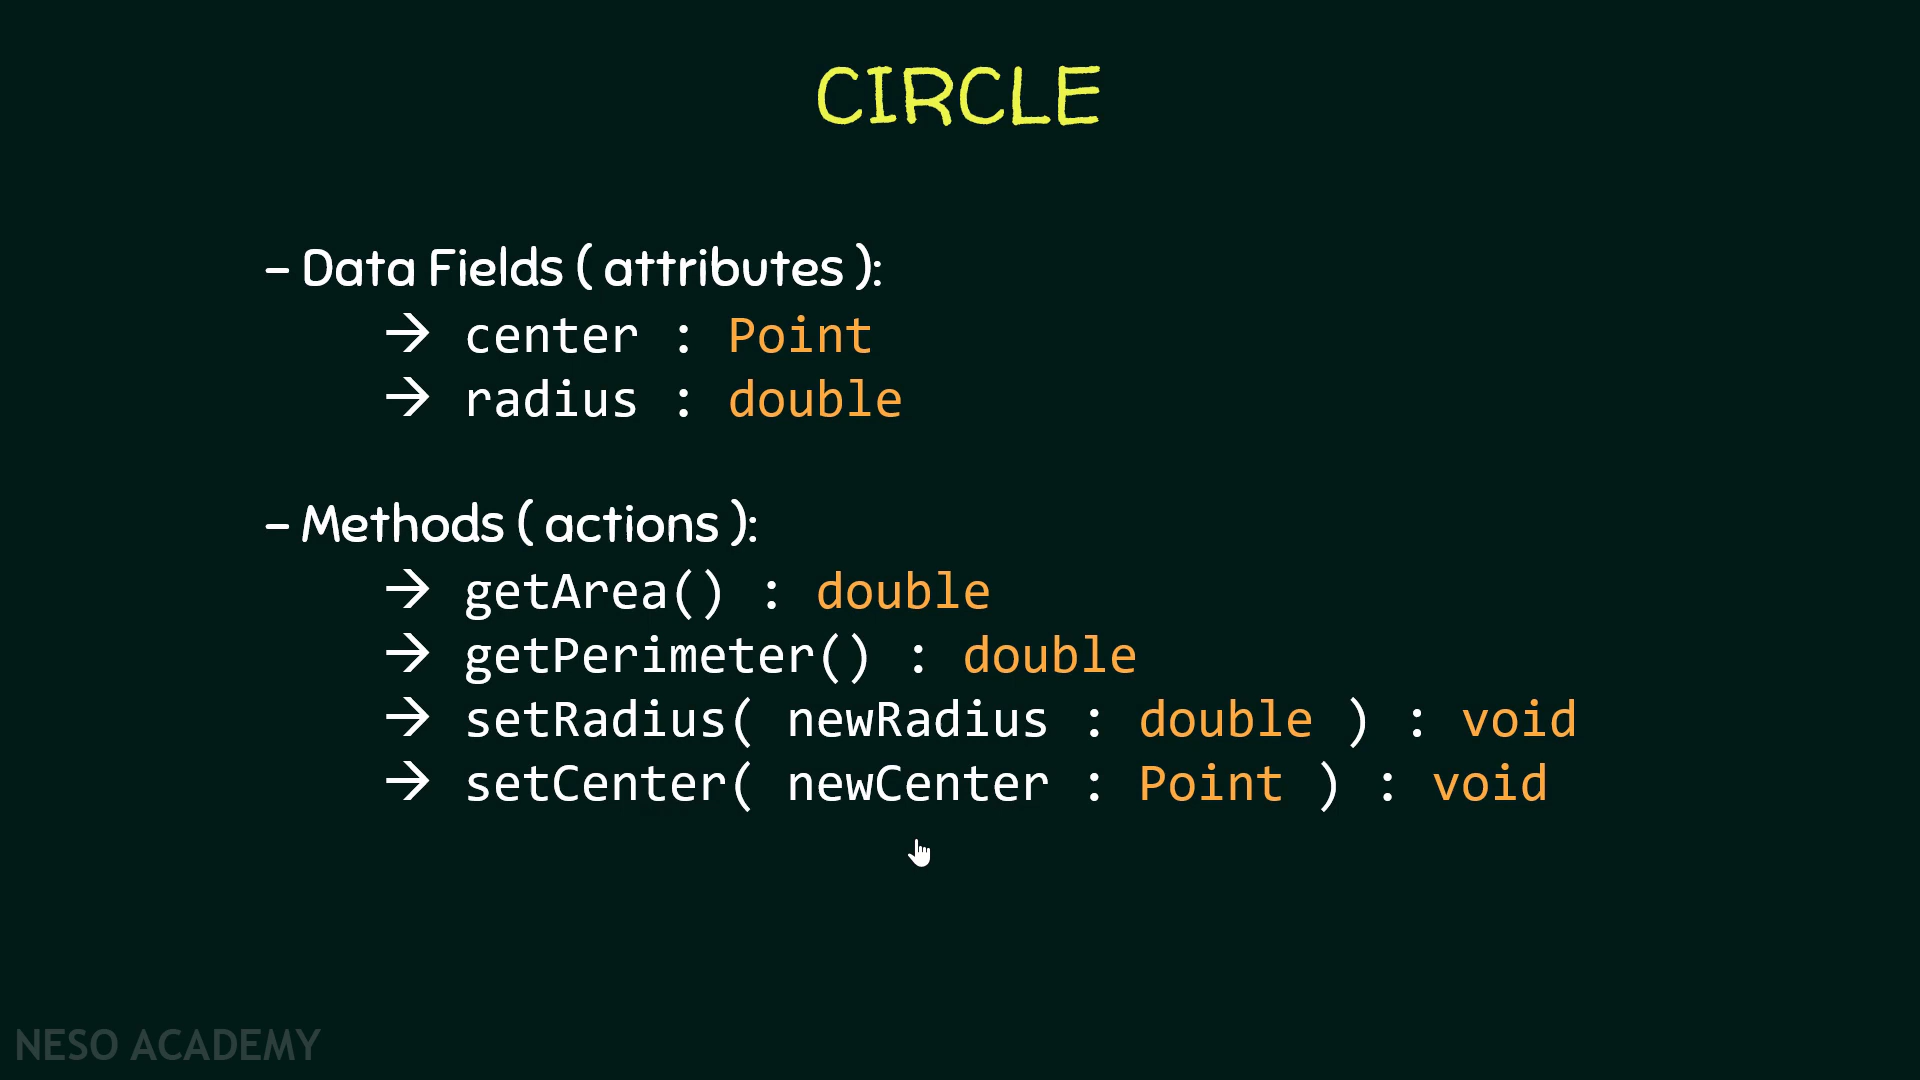 CIRCLE
- Data Fields ( attributes ):
→ center : Point
→ radius : double
- Methods ( actions ):
→ getArea() : double
→ getPerimeter() : double
→ setRadius( newRadius : double ) : void
→ setCenter( newCenter : Point ) : void
NESO ACADEMY